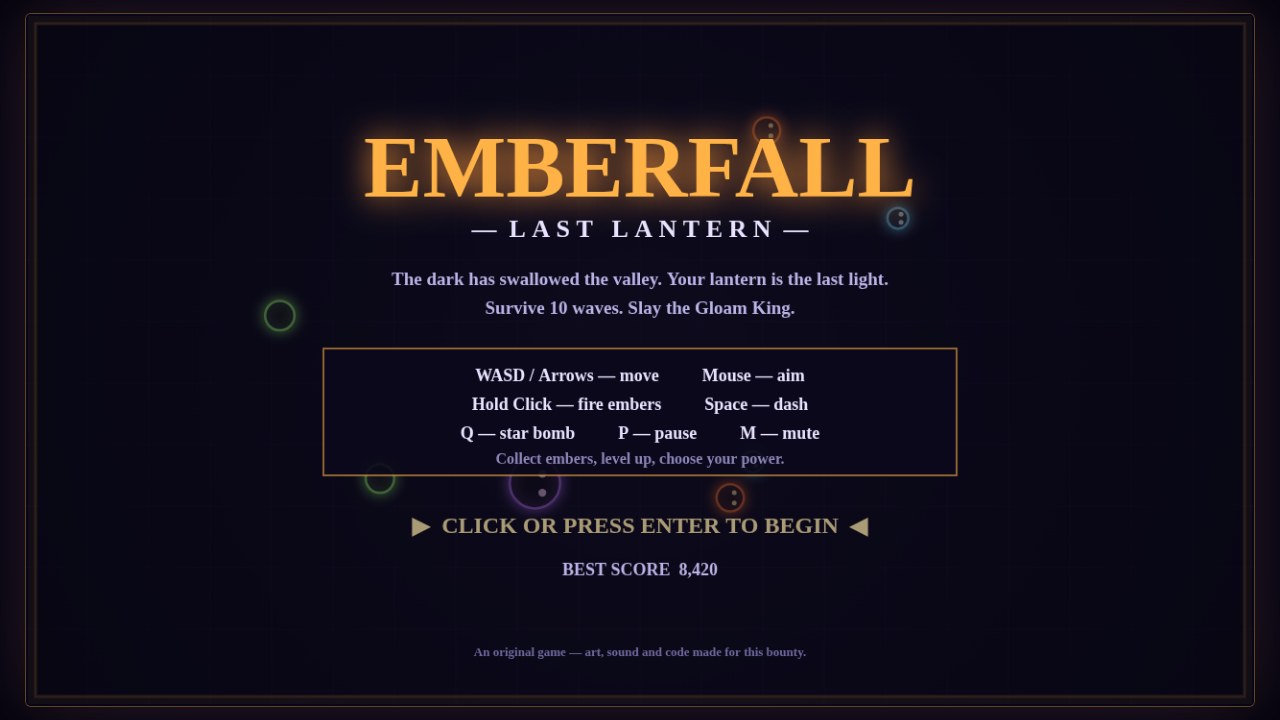 EMBERFALL
— LAST LANTERN —
The dark has swallowed the valley. Your lantern is the last light.
Survive 10 waves. Slay the Gloam King.
WASD / Arrows — move Mouse — aim
Hold Click — fire embers Space — dash
Q — star bomb P — pause M — mute
Collect embers, level up, choose your power.
▶ CLICK OR PRESS ENTER TO BEGIN ◀
BEST SCORE 8,420
An original game — art, sound and code made for this bounty.